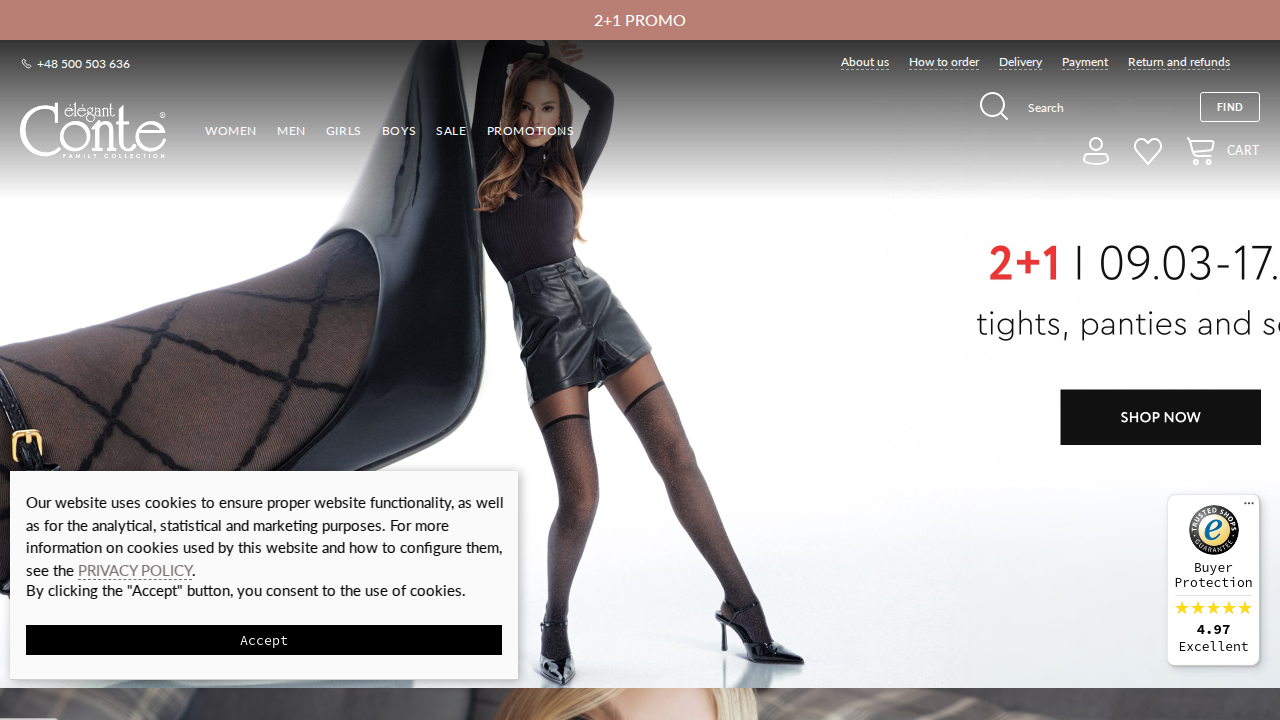 2+1 PROMO
+48 500 503 636
About us
How to order
Delivery
Payment
Return and refunds
élégant
Conte ®
FAMILY COLLECTION
WOMEN
MEN
GIRLS
BOYS
SALE
PROMOTIONS
Search
FIND
CART
2+1 | 09.03-17.
tights, panties and
SHOP NOW
Our website uses cookies to ensure proper website functionality, as well
as for the analytical, statistical and marketing purposes. For more
information on cookies used by this website and how to configure them,
see the PRIVACY POLICY.
By clicking the "Accept" button, you consent to the use of cookies.
Accept
TRUSTED SHOPS
GUARANTEE
e
Buyer
Protection
4.97
Excellent